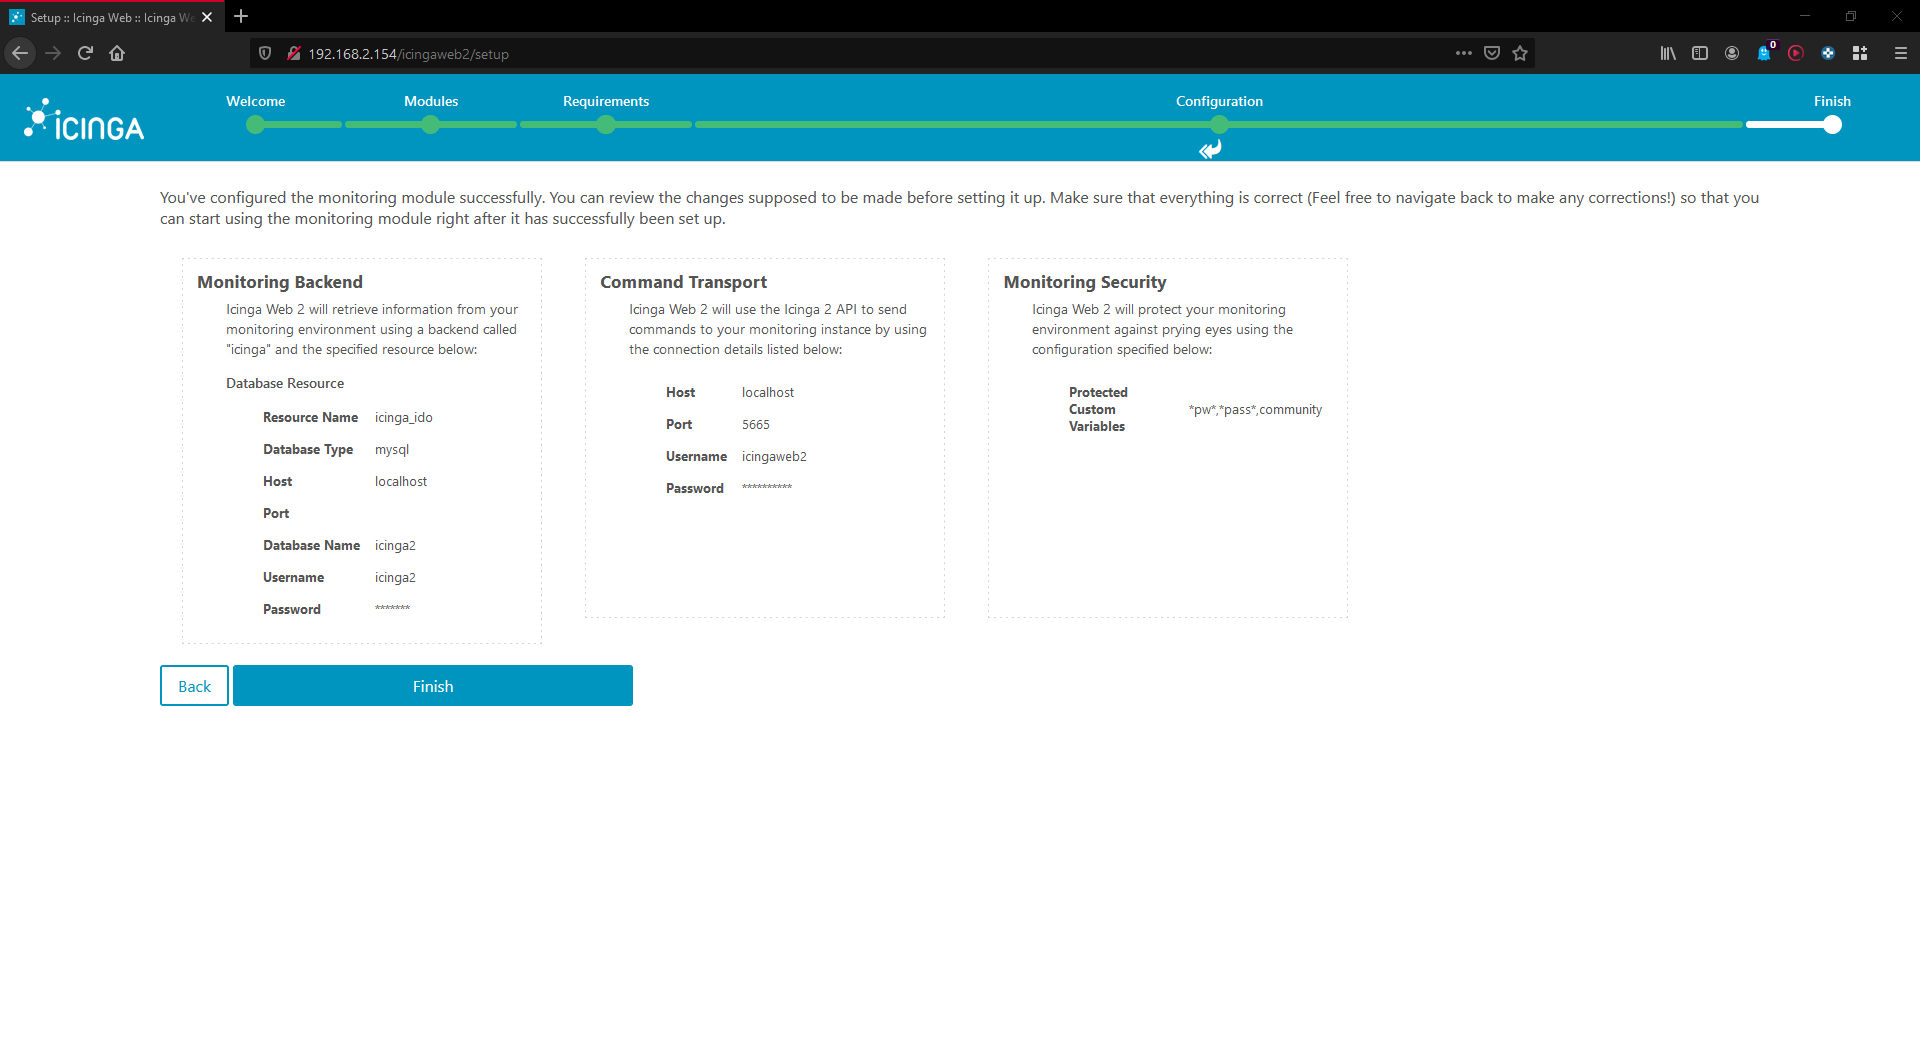 Setup :: Icinga Web :: Icinga We
192.168.2.154/icingaweb2/setup
0
ICINGA
Welcome
Modules
Requirements
Configuration
Finish
You've configured the monitoring module successfully. You can review the changes supposed to be made before setting it up. Make sure that everything is correct (Feel free to navigate back to make any corrections!) so that you
can start using the monitoring module right after it has successfully been set up.
Monitoring Backend
Icinga Web 2 will retrieve information from your
monitoring environment using a backend called
"icinga" and the specified resource below:
Database Resource
Resource Name icinga_ido
Database Type mysql
Host localhost
Port
Database Name icinga2
Username icinga2
Password *******
Command Transport
Icinga Web 2 will use the Icinga 2 API to send
commands to your monitoring instance by using
the connection details listed below:
Host localhost
Port 5665
Username icingaweb2
Password **********
Monitoring Security
Icinga Web 2 will protect your monitoring
environment against prying eyes using the
configuration specified below:
Protected
Custom *pw*,*pass*,community
Variables
Back
Finish